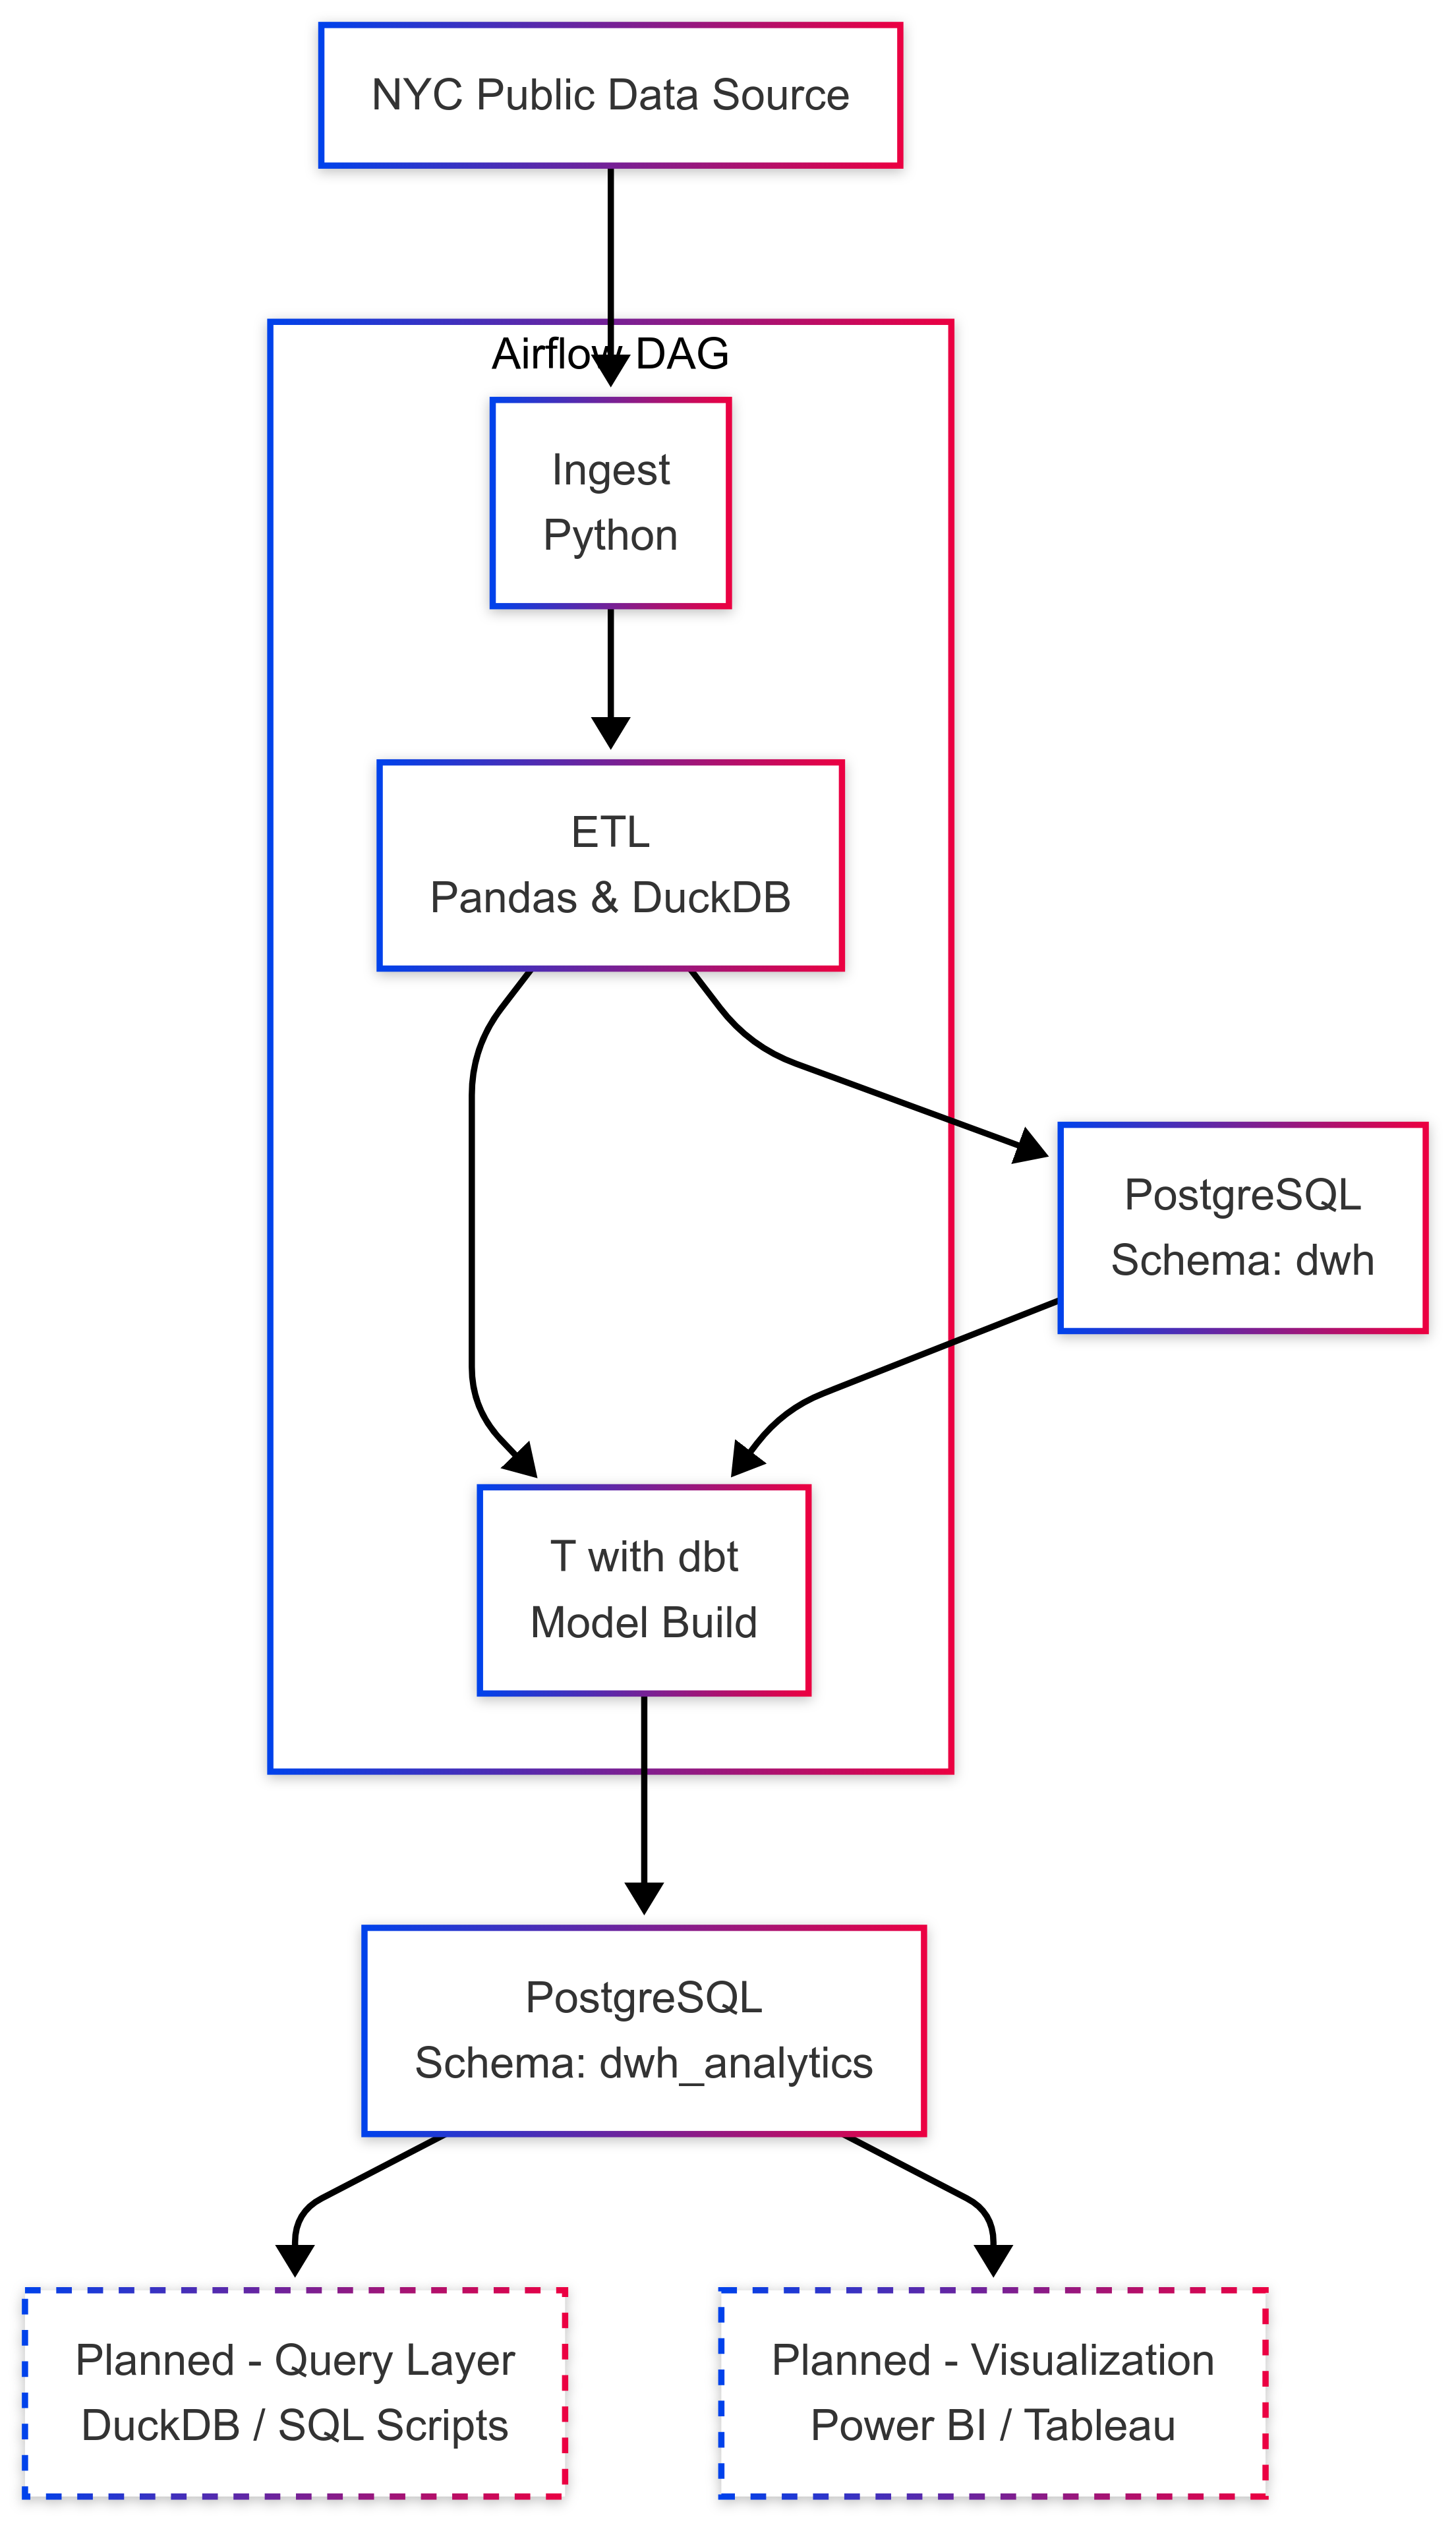 NYC Public Data Source
Airflow DAG
Ingest
Python
ETL
Pandas & DuckDB
PostgreSQL
Schema: dwh
T with dbt
Model Build
PostgreSQL
Schema: dwh_analytics
Planned - Query Layer
DuckDB / SQL Scripts
Planned - Visualization
Power BI / Tableau